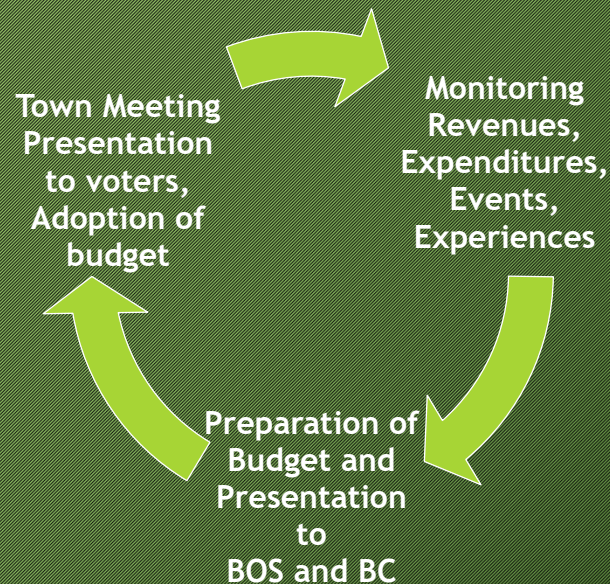 Town Meeting
Presentation
to voters,
Adoption of
budget
Monitoring
Revenues,
Expenditures,
Events,
Experiences
Preparation of
Budget and
Presentation
to
BOS and BC